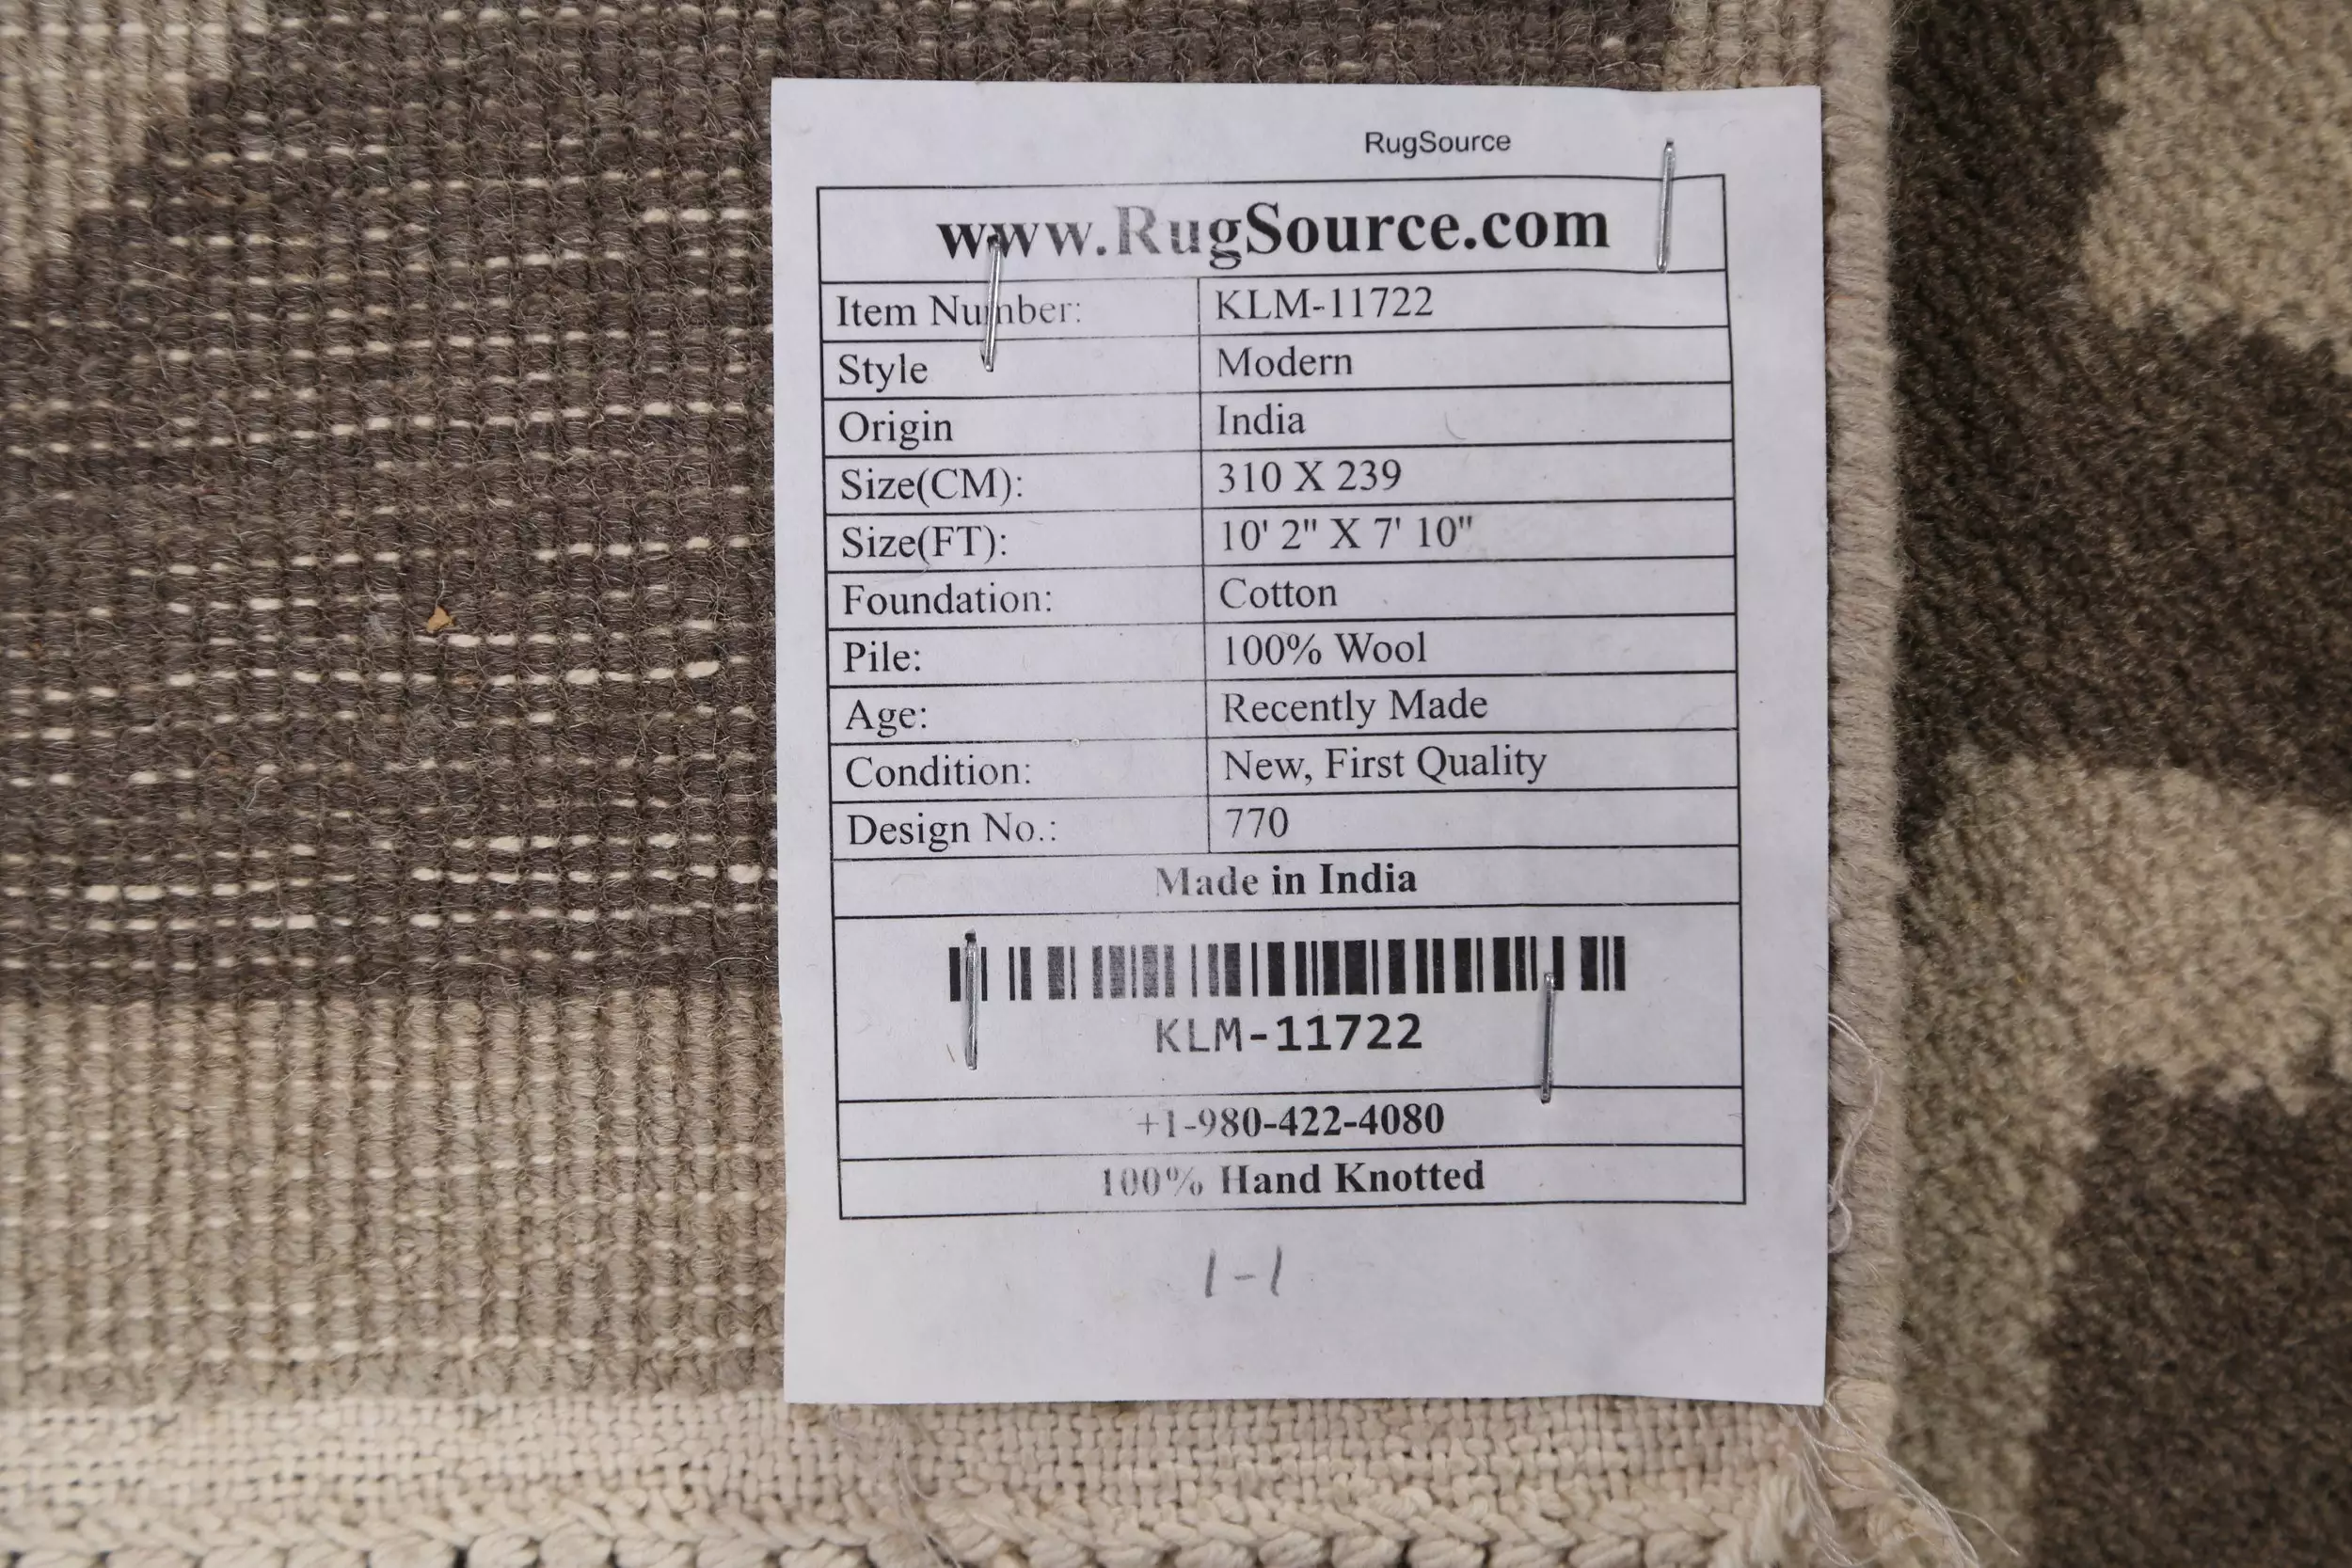 RugSource
www.RugSource.com
Item Number: KLM-11722
Style Modern
Origin India
Size(CM): 310 X 239
Size(FT): 10' 2" X 7' 10"
Foundation: Cotton
Pile: 100% Wool
Age: Recently Made
Condition: New, First Quality
Design No.: 770
Made in India
KLM-11722
+1-980-422-4080
100% Hand Knotted
1-1